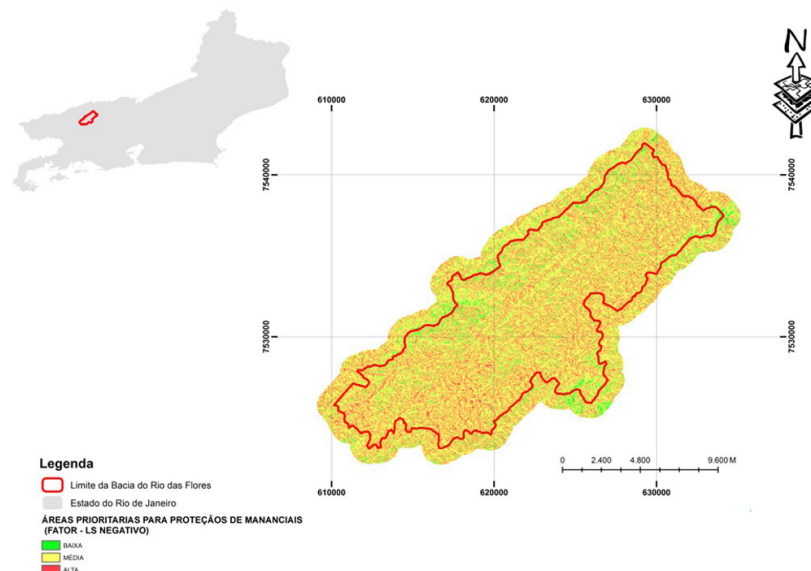 N
610000 620000 630000
7540000 7540000
7530000 7530000
0 2.400 4.800 9.600 M
610000 620000 630000
Legenda
Limite da Bacia do Rio das Flores
Estado do Rio de Janeiro
ÁREAS PRIORITARIAS PARA PROTEÇÃOS DE MANANCIAIS
(FATOR - LS NEGATIVO)
BAIXA
MÉDIA
ALTA